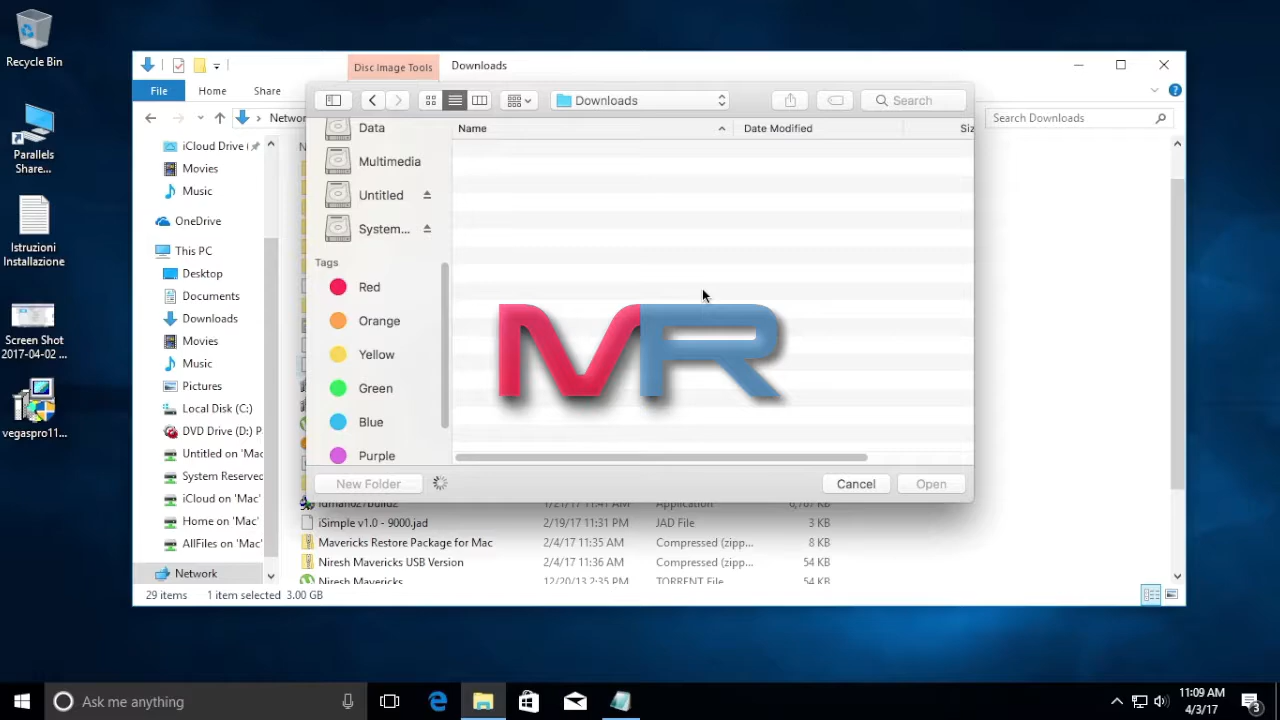 Recycle Bin
Parallels
Share...
Istruzioni
Installazione
Screen Shot
2017-04-02 ...
vegaspro11...
Disc Image Tools
Downloads
File
Home
Share
Networ
Search Downloads
iCloud Drive (
Movies
Music
OneDrive
This PC
Desktop
Documents
Downloads
Movies
Music
Pictures
Local Disk (C:)
DVD Drive (D:) P
Untitled on 'Mac
System Reserved
iCloud on 'Mac'
Home on 'Mac'
AllFiles on 'Mac'
Network
29 items
1 item selected 3.00 GB
Downloads
Search
Name
Date Modified
Siz
Data
Multimedia
Untitled
System...
Tags
Red
Orange
Yellow
Green
Blue
Purple
MR
New Folder
Cancel
Open
Application
iSimple v1.0 - 9000.jad 2/19/17 11:31 PM JAD File 3 KB
Mavericks Restore Package for Mac 2/4/17 11:35 AM Compressed (zipp... 8 KB
Niresh Mavericks USB Version 2/4/17 11:35 AM Compressed (zipp... 54 KB
Niresh Mavericks 12/20/13 2:35 PM TORRENT File 54 KB
Ask me anything
11:09 AM
4/3/17
3